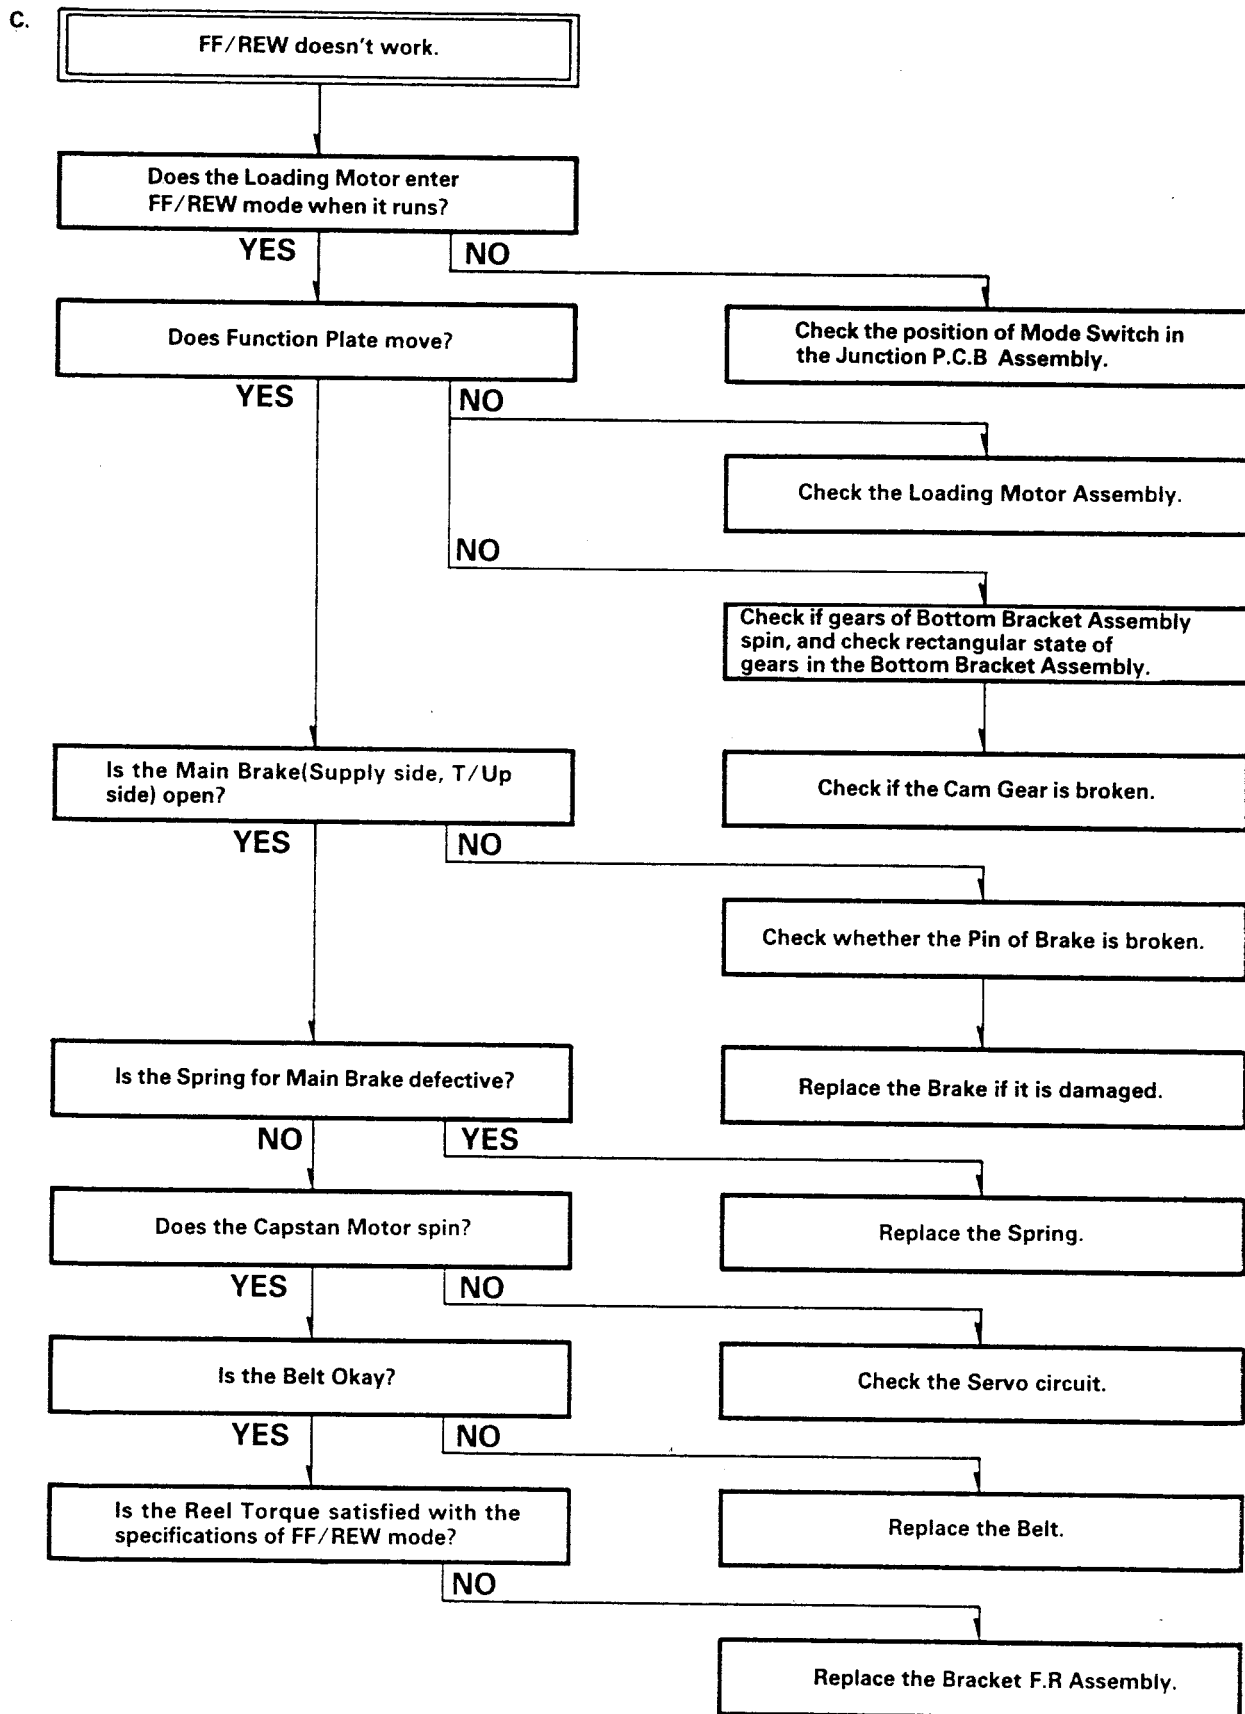 C.
FF/REW doesn't work.
Does the Loading Motor enter
FF/REW mode when it runs?
YES
NO
Does Function Plate move?
Check the position of Mode Switch in
the Junction P.C.B Assembly.
YES
NO
Check the Loading Motor Assembly.
NO
Check if gears of Bottom Bracket Assembly
spin, and check rectangular state of
gears in the Bottom Bracket Assembly.
Is the Main Brake(Supply side, T/Up
side) open?
Check if the Cam Gear is broken.
YES
NO
Check whether the Pin of Brake is broken.
Is the Spring for Main Brake defective?
Replace the Brake if it is damaged.
NO
YES
Does the Capstan Motor spin?
Replace the Spring.
YES
NO
Is the Belt Okay?
Check the Servo circuit.
YES
NO
Is the Reel Torque satisfied with the
specifications of FF/REW mode?
Replace the Belt.
NO
Replace the Bracket F.R Assembly.